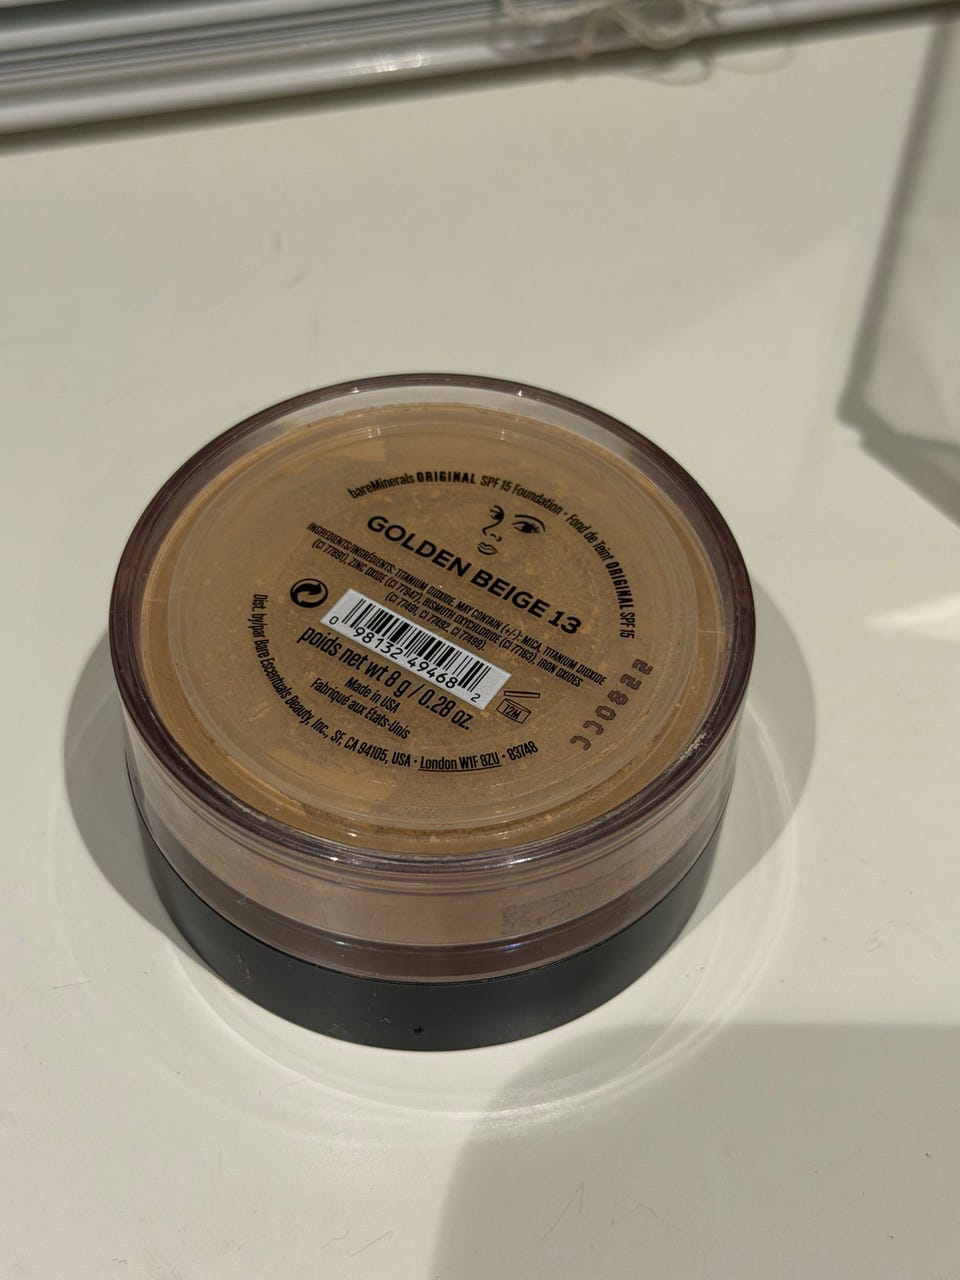 bareMinerals ORIGINAL SPF 15 Foundation • Fond de Teint ORIGINAL SPF15
GOLDEN BEIGE 13
INGREDIENTS/INGRÉDIENTS: TITANIUM DIOXIDE. MAY CONTAIN (+/-): MICA, TITANIUM DIOXIDE
(CI 77891), ZINC OXIDE (CI 77947), BISMUTH OXYCHLORIDE (CI 77163), IRON OXIDES
(CI 77491, CI 77492, CI 77499).
0 98132 49468 2
poids net wt 8 g / 0.28 oz.
12M
Made in USA
Fabriqué aux États-Unis
Dist. by/par Bare Escentuals Beauty, Inc., SF, CA 94105, USA • London W1F 8ZU • 83748